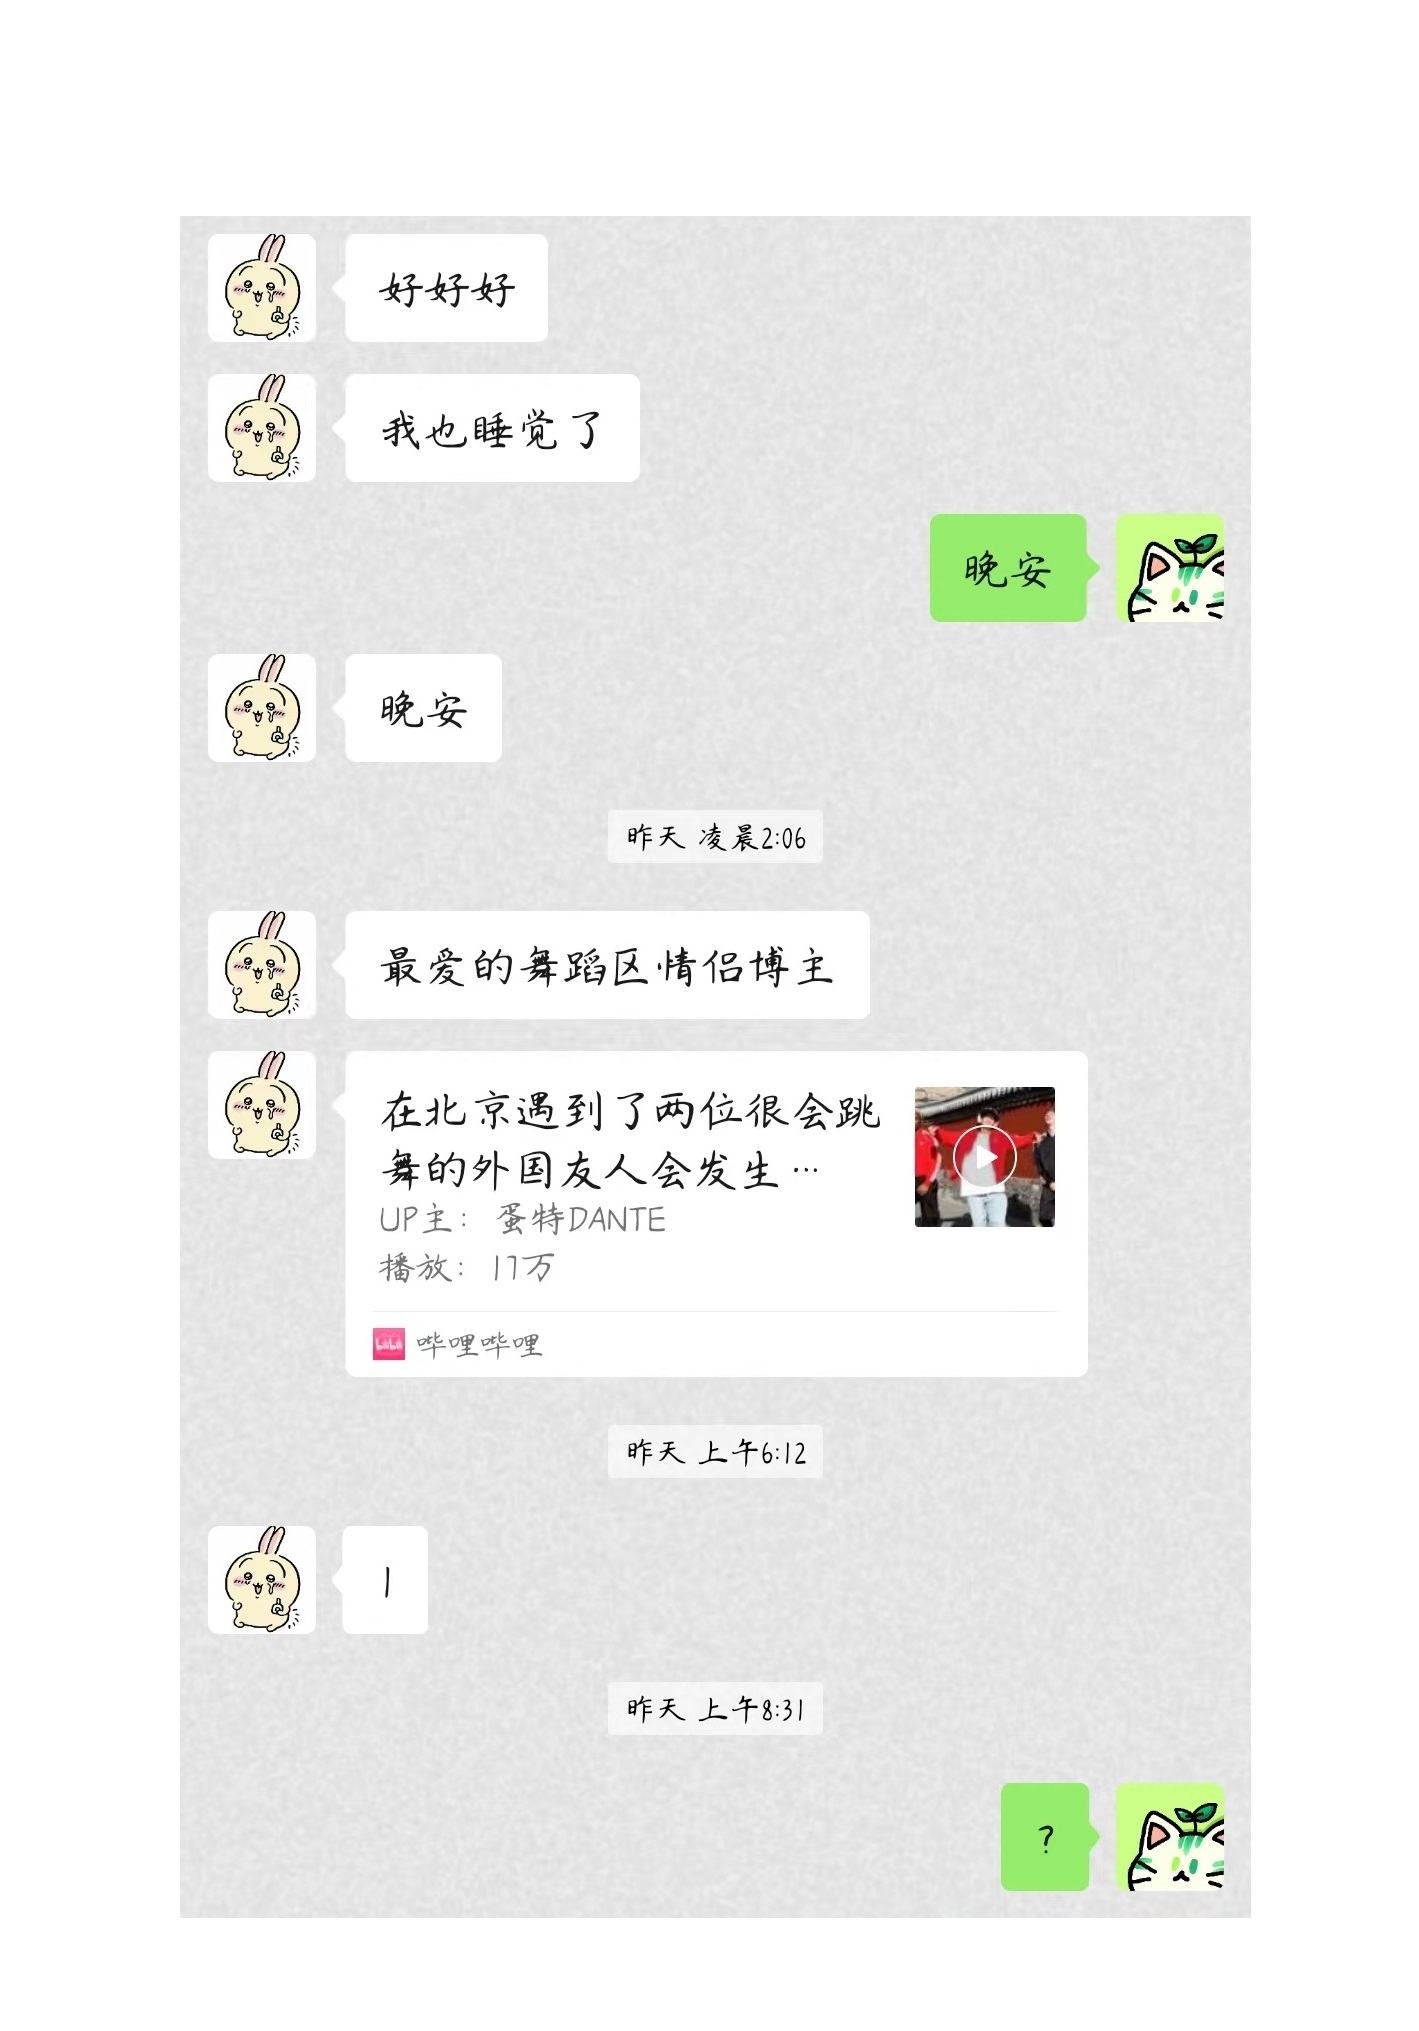 好好好
我也睡觉了
晚安
晚安
昨天 凌晨2:06
最爱的舞蹈区情侣博主
在北京遇到了两位很会跳
舞的外国友人会发生…
UP主：蛋特DANTE
播放：17万
哔哩哔哩
昨天 上午6:12
1
昨天 上午8:31
?